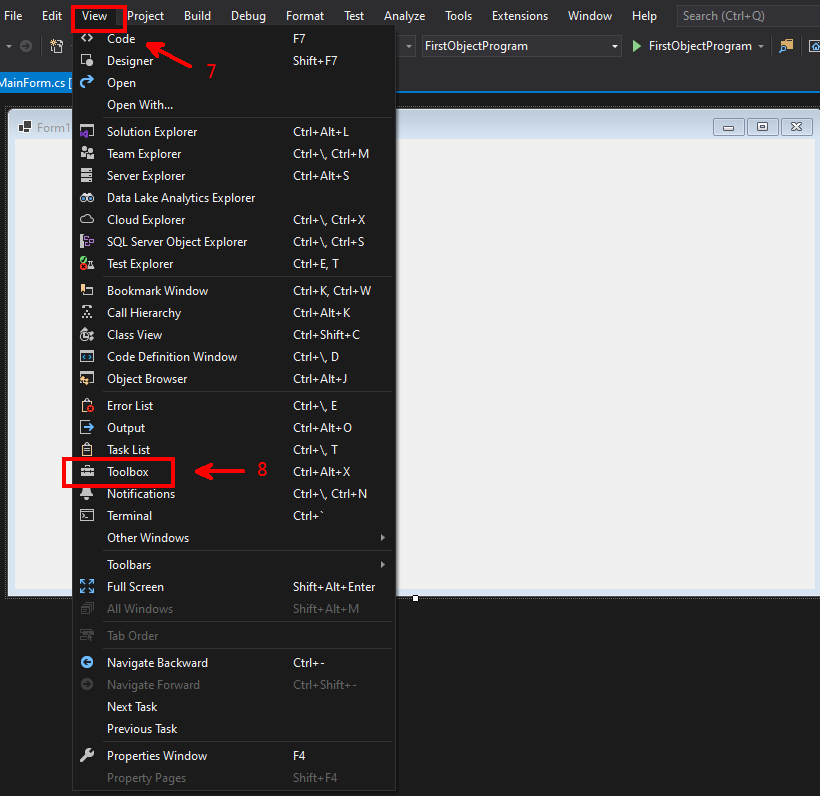 File Edit View Project Build Debug Format Test Analyze Tools Extensions Window Help Search (Ctrl+Q)
FirstObjectProgram FirstObjectProgram
MainForm.cs [
Form1
Code F7
7
Designer Shift+F7
Open
Open With...
Solution Explorer Ctrl+Alt+L
Team Explorer Ctrl+\, Ctrl+M
Server Explorer Ctrl+Alt+S
Data Lake Analytics Explorer
Cloud Explorer Ctrl+\, Ctrl+X
SQL Server Object Explorer Ctrl+\, Ctrl+S
Test Explorer Ctrl+E, T
Bookmark Window Ctrl+K, Ctrl+W
Call Hierarchy Ctrl+Alt+K
Class View Ctrl+Shift+C
Code Definition Window Ctrl+\, D
Object Browser Ctrl+Alt+J
Error List Ctrl+\, E
Output Ctrl+Alt+O
Task List Ctrl+\, T
Toolbox 8 Ctrl+Alt+X
Notifications Ctrl+\, Ctrl+N
Terminal Ctrl+`
Other Windows
Toolbars
Full Screen Shift+Alt+Enter
All Windows Shift+Alt+M
Tab Order
Navigate Backward Ctrl+-
Navigate Forward Ctrl+Shift+-
Next Task
Previous Task
Properties Window F4
Property Pages Shift+F4